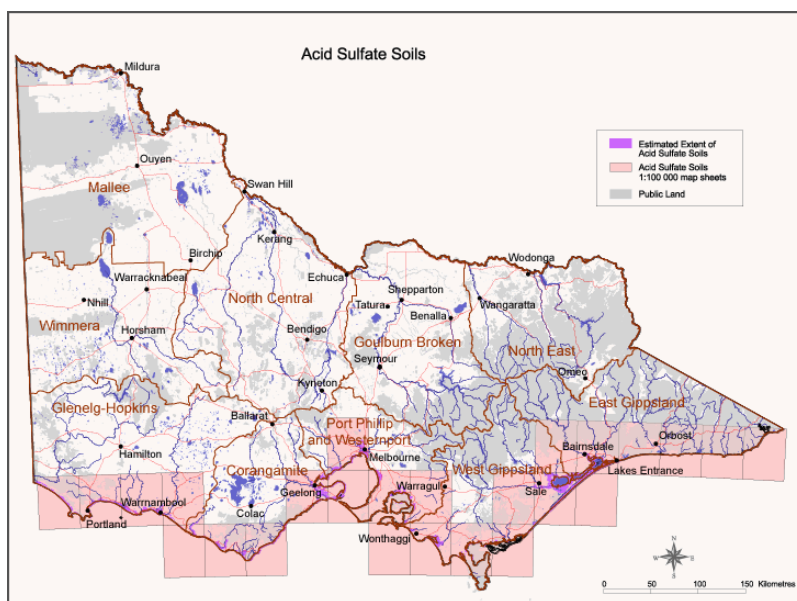 Acid Sulfate Soils
Mildura
Estimated Extent of
Acid Sulfate Soils
Acid Sulfate Soils
1:100 000 map sheets
Public Land
Ouyen
Mallee
Swan Hill
Kerang
Birchip
Wodonga
Warracknabeal
Echuca
Nhill
North Central
Shepparton
Tatura
Wangaratta
Wimmera
Benalla
Horsham
Bendigo
Goulburn Broken
North East
Seymour
Omeo
Kyneton
Glenelg-Hopkins
East Gippsland
Ballarat
Port Phillip
and Westernport
Orbost
Hamilton
Melbourne
Bairnsdale
Corangamite
West Gippsland
Lakes Entrance
Geelong
Warragul
Sale
Warrnambool
Colac
Portland
Wonthaggi
N
W E
S
0 50 100 150 Kilometres